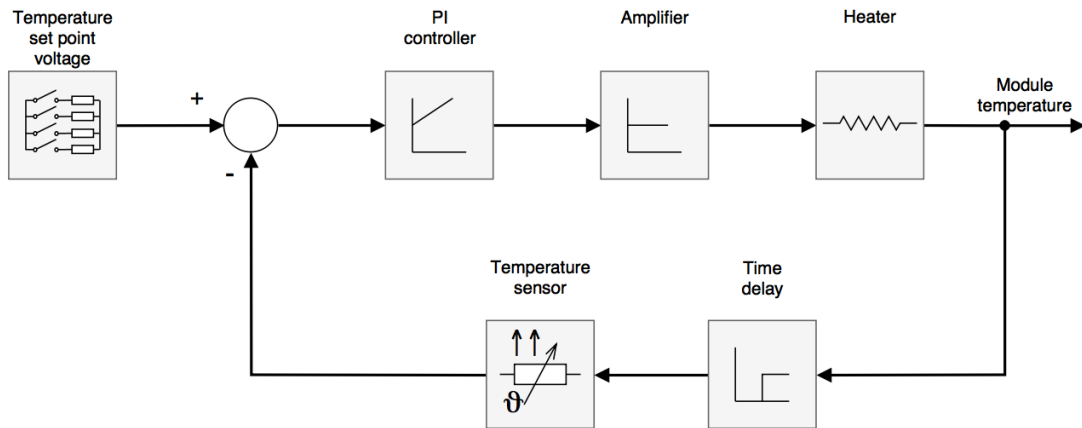 Temperature
set point
voltage
PI
controller
Amplifier
Heater
Module
temperature
+
-
Temperature
sensor
Time
delay
ϑ